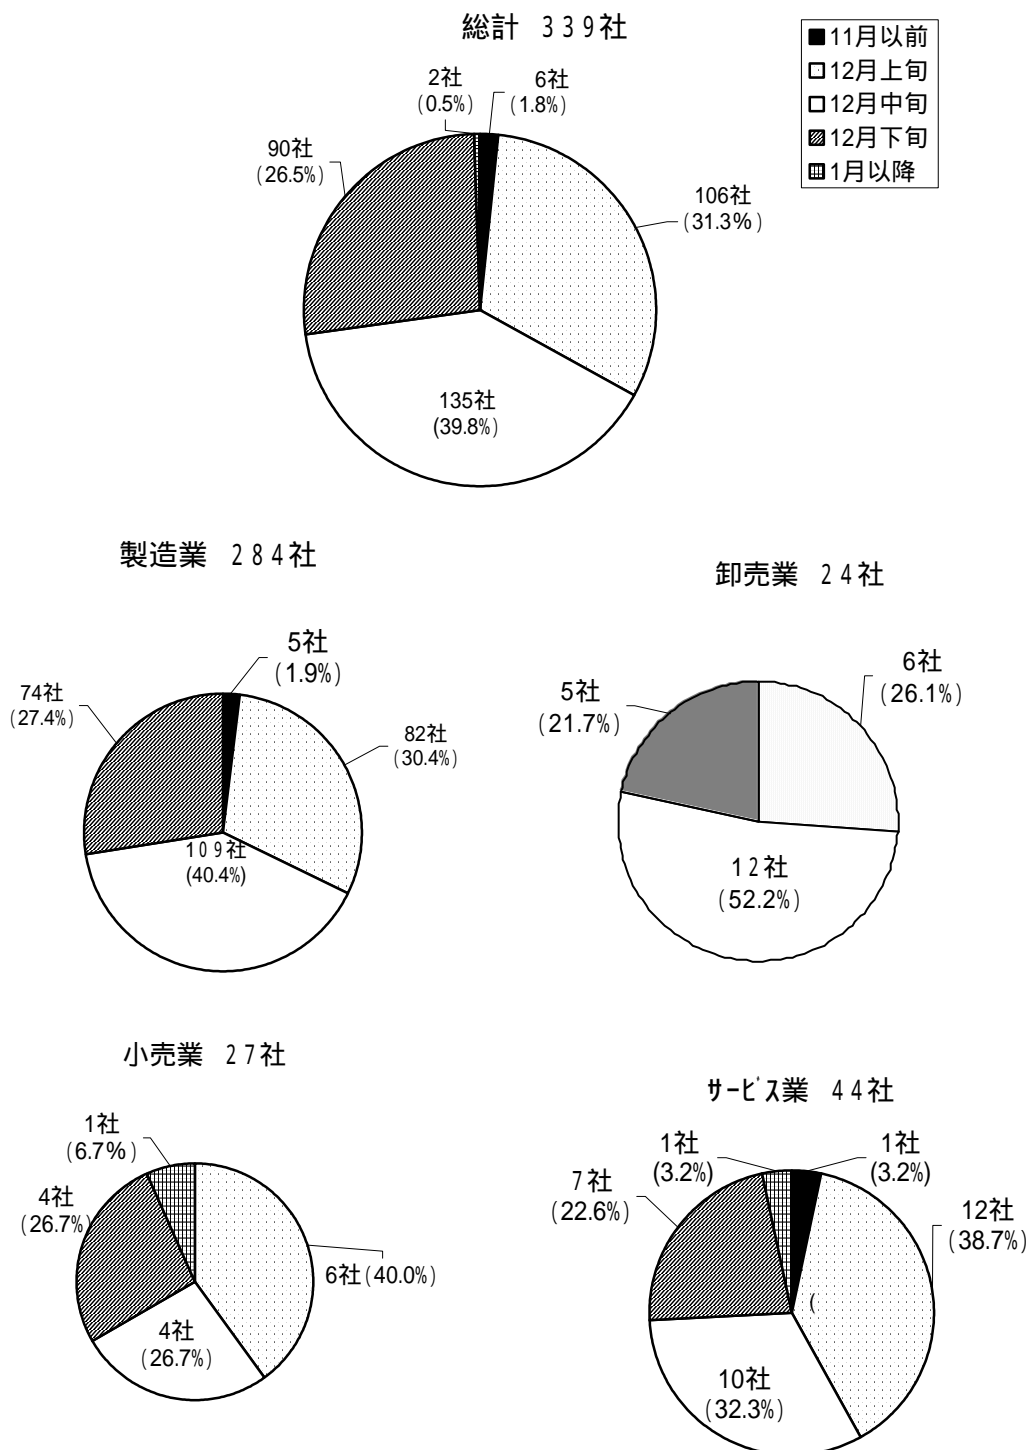 総計 339社
■11月以前
12月上旬
12月中旬
12月下旬
1月以降
2社
(0.5%)
6社
(1.8%)
90社
(26.5%)
106社
(31.3%)
135社
(39.8%)
製造業 284社
5社
(1.9%)
74社
(27.4%)
82社
(30.4%)
109社
(40.4%)
卸売業 24社
5社
(21.7%)
6社
(26.1%)
12社
(52.2%)
小売業 27社
1社
(6.7%)
4社
(26.7%)
6社(40.0%)
4社
(26.7%)
サービス業 44社
1社
(3.2%)
1社
(3.2%)
7社
(22.6%)
12社
(38.7%)
(
10社
(32.3%)